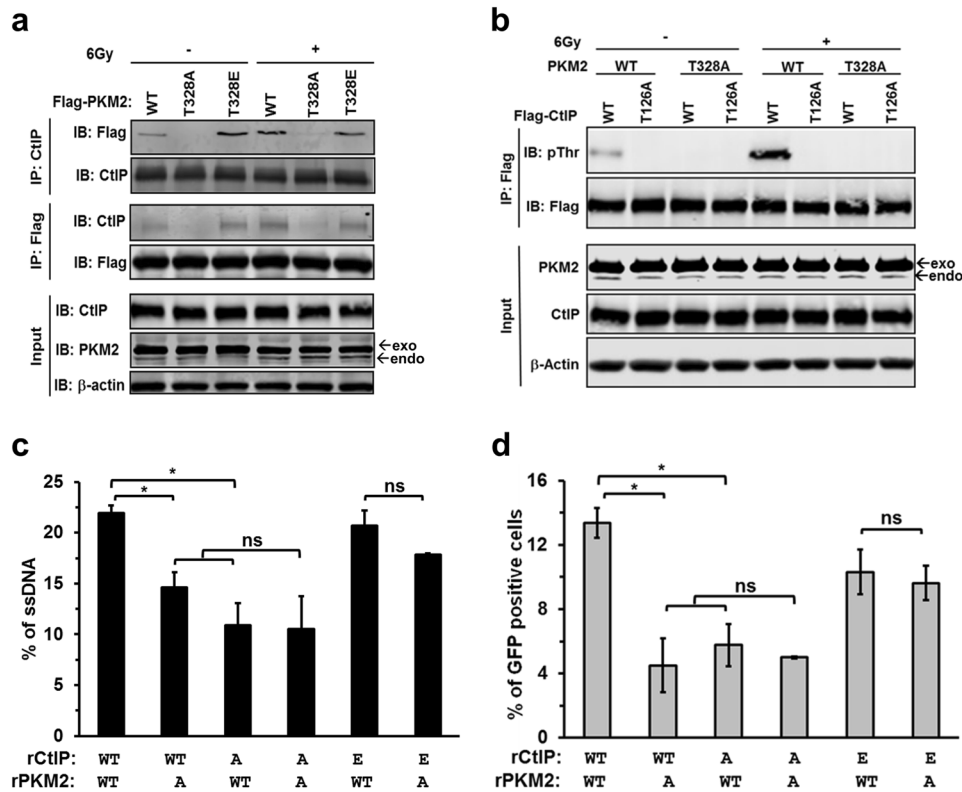 a
6Gy - +
Flag-PKM2: WT T328A T328E WT T328A T328E
IP: CtIP
IB: Flag
IB: CtIP
IP: Flag
IB: CtIP
IB: Flag
Input
IB: CtIP
IB: PKM2 ←exo
←endo
IB: β-actin
b
6Gy - +
PKM2 WT T328A WT T328A
Flag-CtIP: WT T126A WT T126A WT T126A WT T126A
IP: Flag
IB: pThr
IB: Flag
Input
PKM2 ←exo
←endo
CtIP
β-Actin
c
% of ssDNA
25
20
15
10
5
0
* * ns ns
rCtIP: WT WT A A E E
rPKM2: WT A WT A WT A
d
% of GFP positive cells
16
12
8
4
0
* * ns ns
rCtIP: WT WT A A E E
rPKM2: WT A WT A WT A